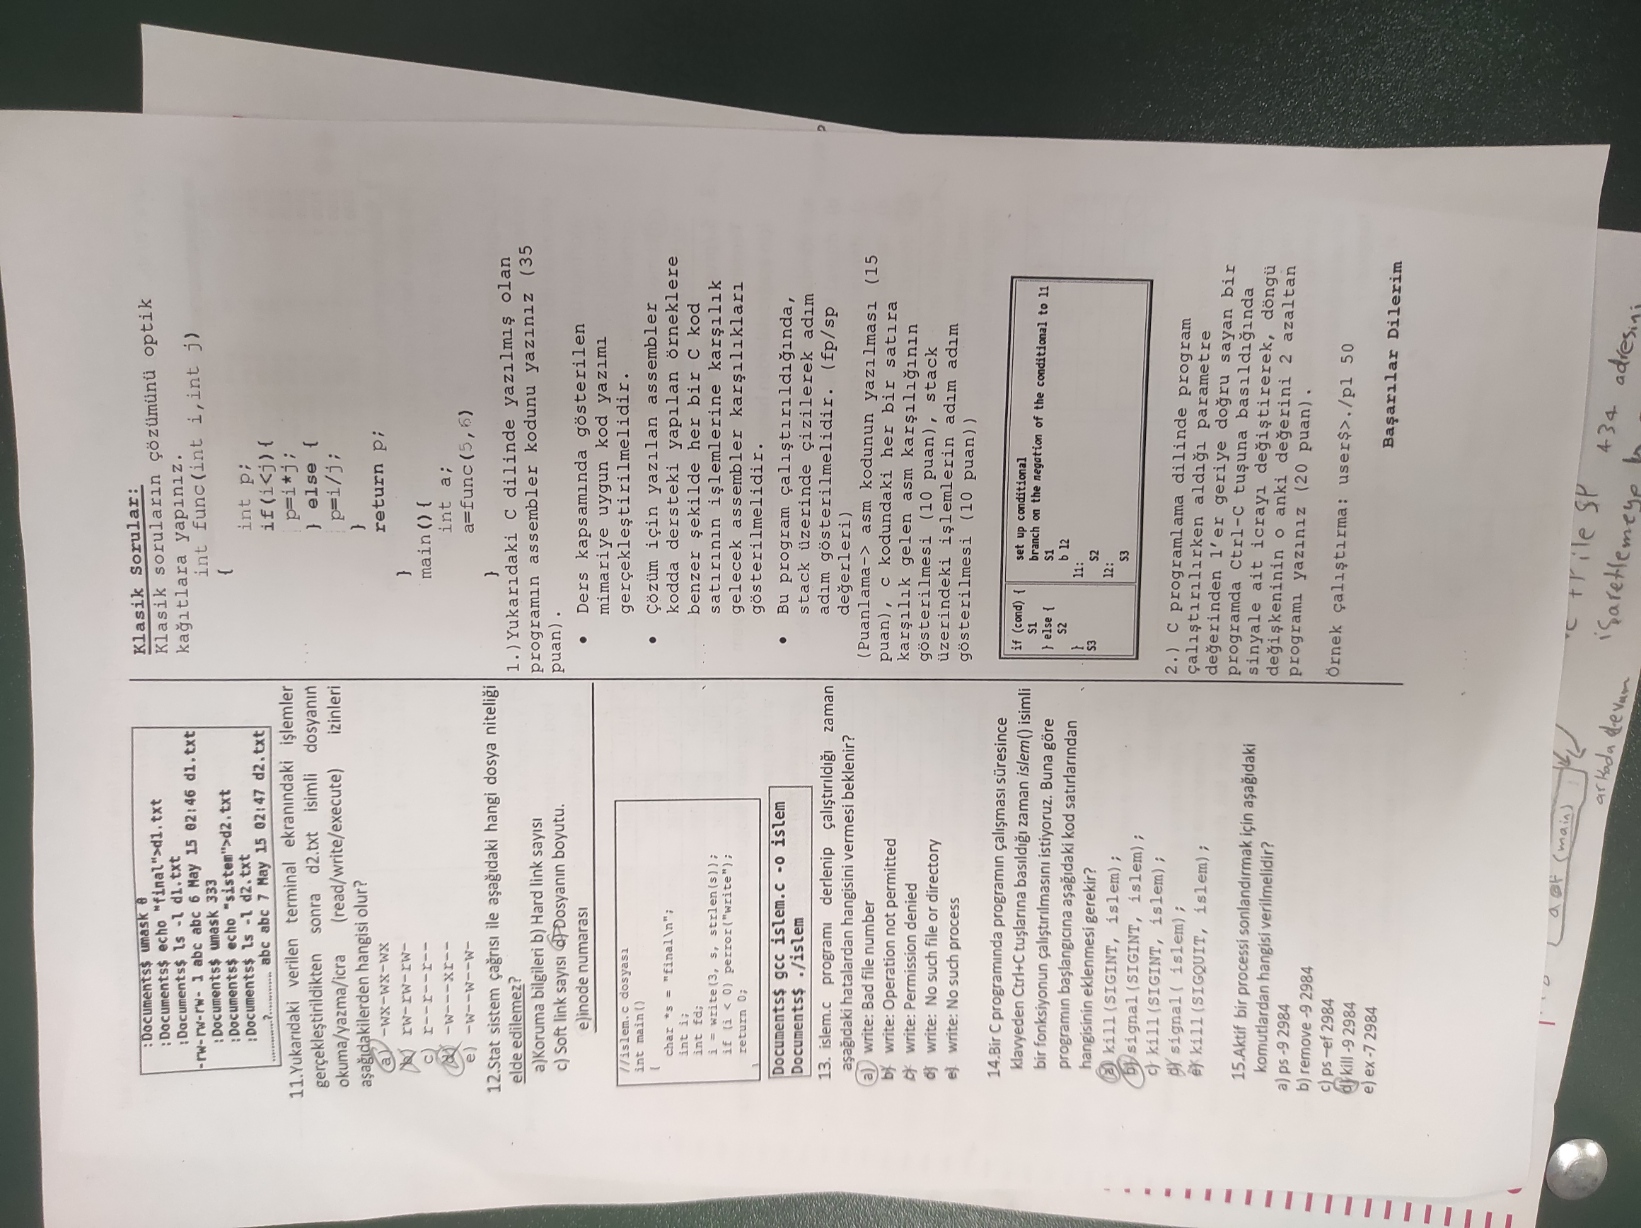 :Documents$ umask 0
:Documents$ echo "final">d1.txt
:Documents$ ls -l d1.txt
-rw-rw-rw- 1 abc abc 6 May 15 02:46 d1.txt
:Documents$ umask 333
:Documents$ echo "sistem">d2.txt
:Documents$ ls -l d2.txt
.............?............. abc abc 7 May 15 02:47 d2.txt
11.Yukarıdaki verilen terminal ekranındaki işlemler
gerçekleştirildikten sonra d2.txt isimli dosyanın
okuma/yazma/icra (read/write/execute) izinleri
aşağıdakilerden hangisi olur?
a) -wx-wx-wx
b) rw-rw-rw-
c) r--r--r--
d) -w---xr--
e) -w--w--w-
12.Stat sistem çağrısı ile aşağıdaki hangi dosya niteliği
elde edilemez?
a)Koruma bilgileri b) Hard link sayısı
c) Soft link sayısı d) Dosyanın boyutu.
e)inode numarası
//islem.c dosyası
int main()
{
char *s = "final\n";
int i;
int fd;
i = write(3, s, strlen(s));
if (i < 0) perror("write");
return 0;
}
Documents$ gcc islem.c -o islem
Documents$ ./islem
13. islem.c programı derlenip çalıştırıldığı zaman
aşağıdaki hatalardan hangisini vermesi beklenir?
a) write: Bad file number
b) write: Operation not permitted
c) write: Permission denied
d) write: No such file or directory
e) write: No such process
14.Bir C programında programın çalışması süresince
klavyeden Ctrl+C tuşlarına basıldığı zaman islem() isimli
bir fonksiyonun çalıştırılmasını istiyoruz. Buna göre
programın başlangıcına aşağıdaki kod satırlarından
hangisinin eklenmesi gerekir?
a) kill(SIGINT, islem);
b) signal(SIGINT, islem);
c) kill(SIGINT, islem);
d) signal( islem);
e) kill(SIGQUIT, islem);
15.Aktif bir processi sonlandırmak için aşağıdaki
komutlardan hangisi verilmelidir?
a) ps -9 2984
b) remove -9 2984
c) ps –ef 2984
d) kill -9 2984
e) ex -7 2984
Klasik Sorular:
Klasik soruların çözümünü optik
kağıtlara yapınız.
int func(int i,int j)
{
int p;
if(i<j){
p=i*j;
} else {
p=i/j;
}
return p;
}
main(){
int a;
a=func(5,6)
}
1.)Yukarıdaki C dilinde yazılmış olan
programın assembler kodunu yazınız (35
puan).
• Ders kapsamında gösterilen
mimariye uygun kod yazımı
gerçekleştirilmelidir.
• Çözüm için yazılan assembler
kodda dersteki yapılan örneklere
benzer şekilde her bir C kod
satırının işlemlerine karşılık
gelecek assembler karşılıkları
gösterilmelidir.
• Bu program çalıştırıldığında,
stack üzerinde çizilerek adım
adım gösterilmelidir. (fp/sp
değerleri)
(Puanlama-> asm kodunun yazılması (15
puan), c kodundaki her bir satıra
karşılık gelen asm karşılığının
gösterilmesi (10 puan), stack
üzerindeki işlemlerin adım adım
gösterilmesi (10 puan))
if (cond) {
S1
} else {
S2
}
S3
set up conditional
branch on the negation of the conditional to l1
S1
b l2
l1:
S2
l2:
S3
2.) C programlama dilinde program
çalıştırılırken aldığı parametre
değerinden 1'er geriye doğru sayan bir
programda Ctrl-C tuşuna basıldığında
sinyale ait icrayı değiştirerek, döngü
değişkeninin o anki değerini 2 azaltan
programı yazınız (20 puan).
Örnek çalıştırma: user$>./p1 50
Başarılar Dilerim
(main)
arkada devam
ile SP 434 adresini
işaretlemeye